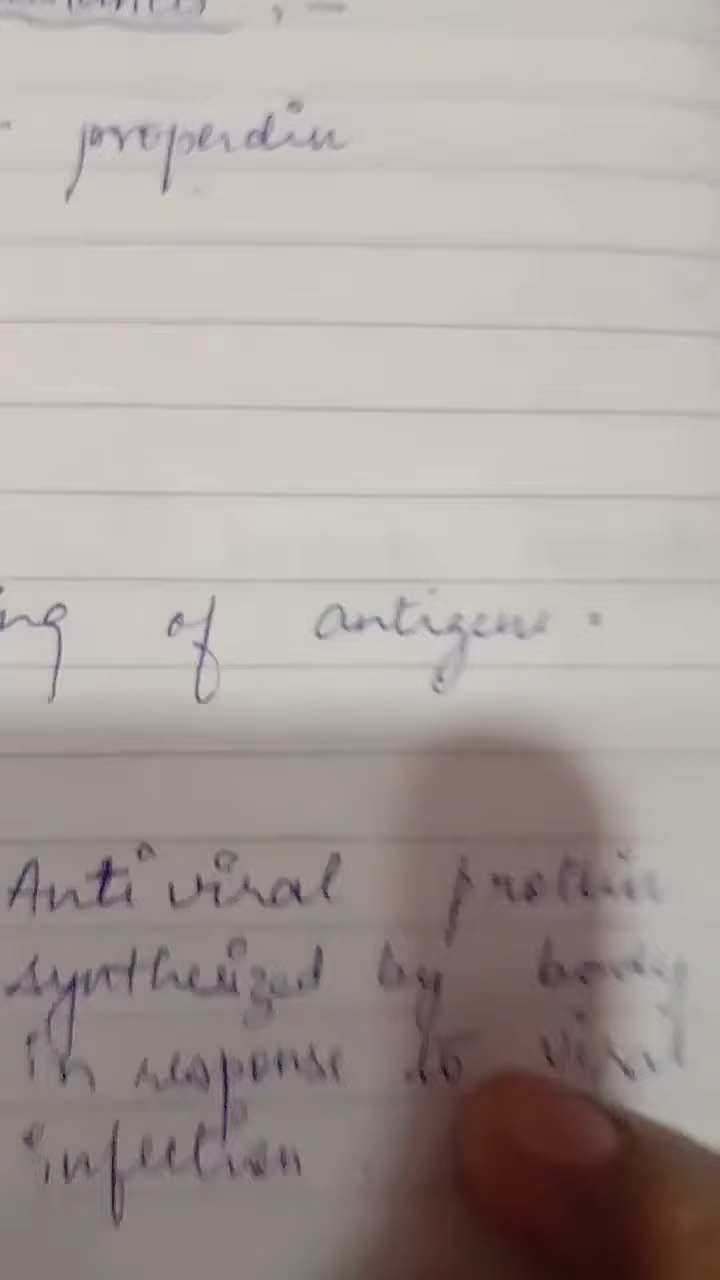 properdin
of antigens.
Antiviral protein
synthesized by body
in response to viral
infection